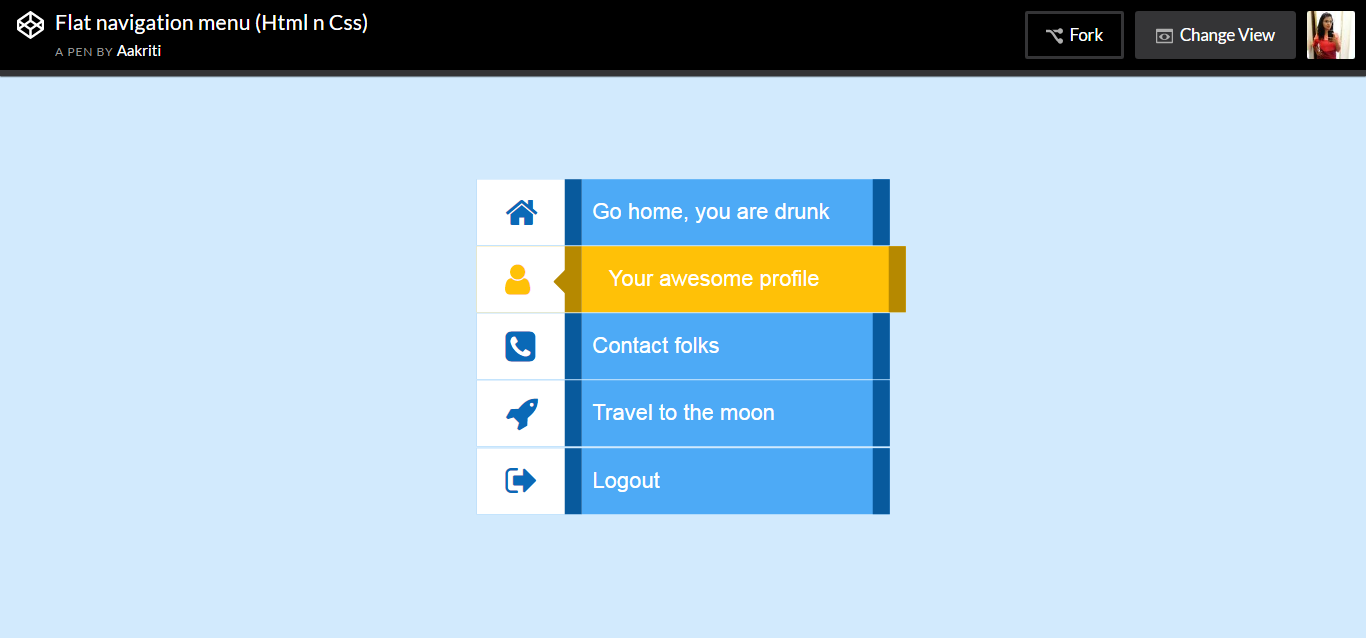 Flat navigation menu (Html n Css)
A PEN BY Aakriti
Fork
Change View
Go home, you are drunk
Your awesome profile
Contact folks
Travel to the moon
Logout